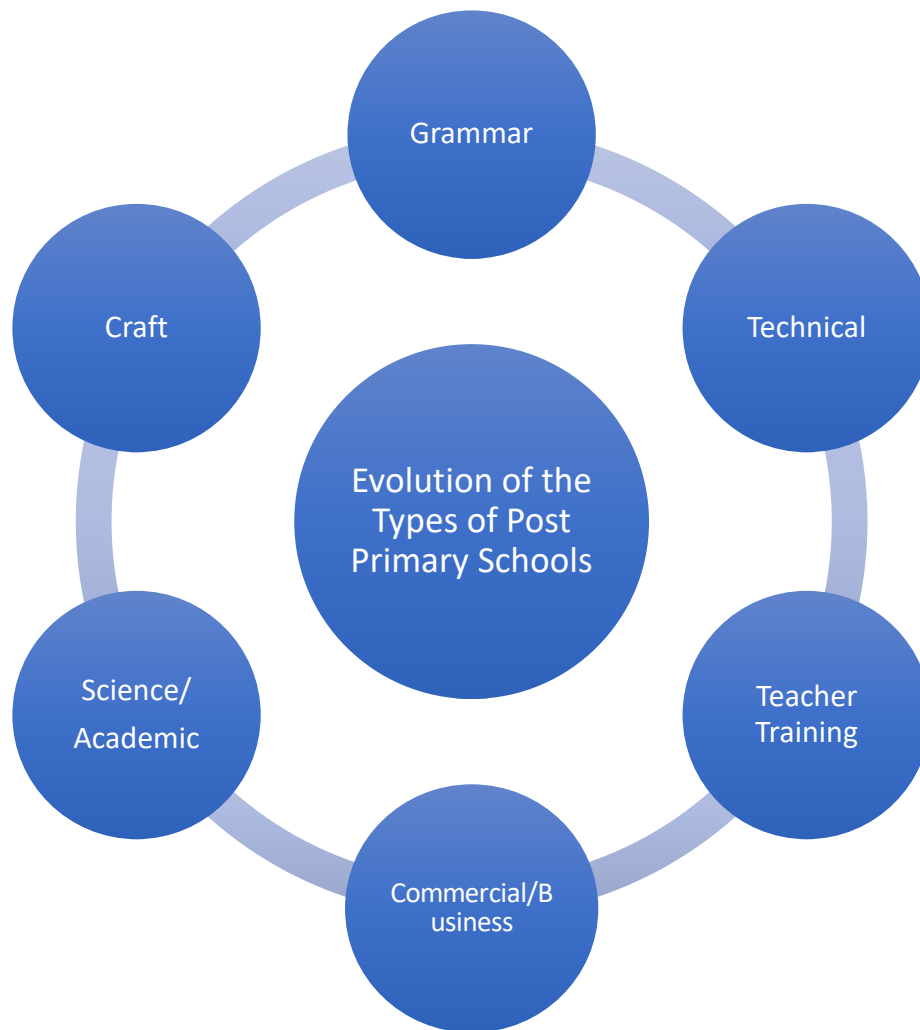 Grammar
Technical
Teacher
Training
Commercial/B
usiness
Science/
Academic
Craft
Evolution of the
Types of Post
Primary Schools